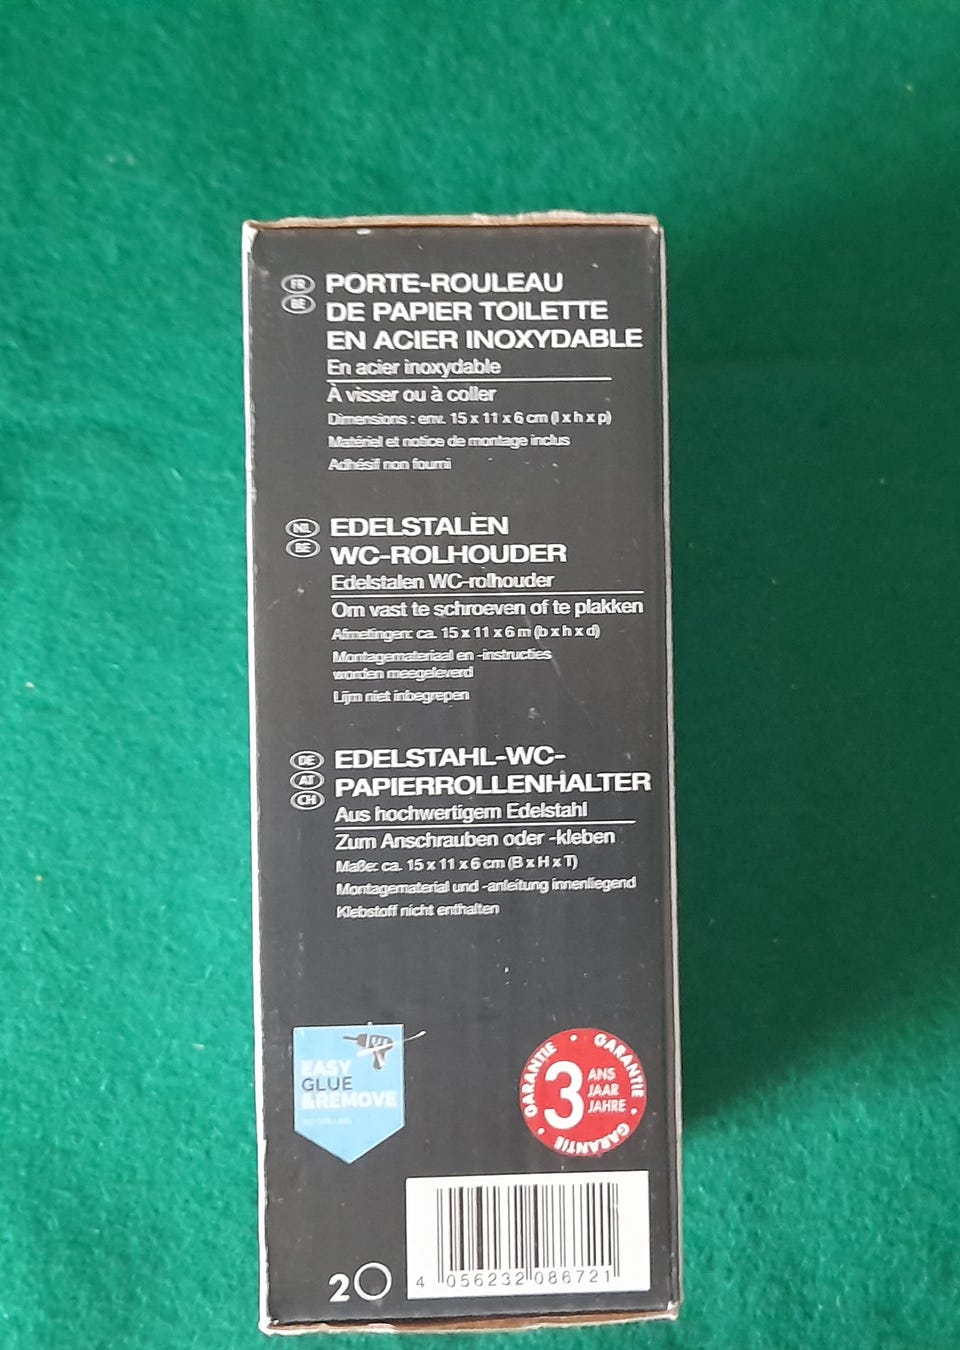 FR
BE
PORTE-ROULEAU
DE PAPIER TOILETTE
EN ACIER INOXYDABLE
En acier inoxydable
À visser ou à coller
Dimensions : env. 15 x 11 x 6 cm (l x h x p)
Matériel et notice de montage inclus
Adhésif non fourni
NL
BE
EDELSTALEN
WC-ROLHOUDER
Edelstalen WC-rolhouder
Om vast te schroeven of te plakken
Afmetingen: ca. 15 x 11 x 6 m (b x h x d)
Montagemateriaal en -instructies
worden meegeleverd
Lijm niet inbegrepen
DE
AT
CH
EDELSTAHL-WC-
PAPIERROLLENHALTER
Aus hochwertigem Edelstahl
Zum Anschrauben oder -kleben
Maße: ca. 15 x 11 x 6 cm (B x H x T)
Montagematerial und -anleitung innenliegend
Klebstoff nicht enthalten
EASY
GLUE
&REMOVE
GARANTIE • GARANTIE • GARANTIE •
3 ANS
JAAR
JAHRE
2
4 056232 086721